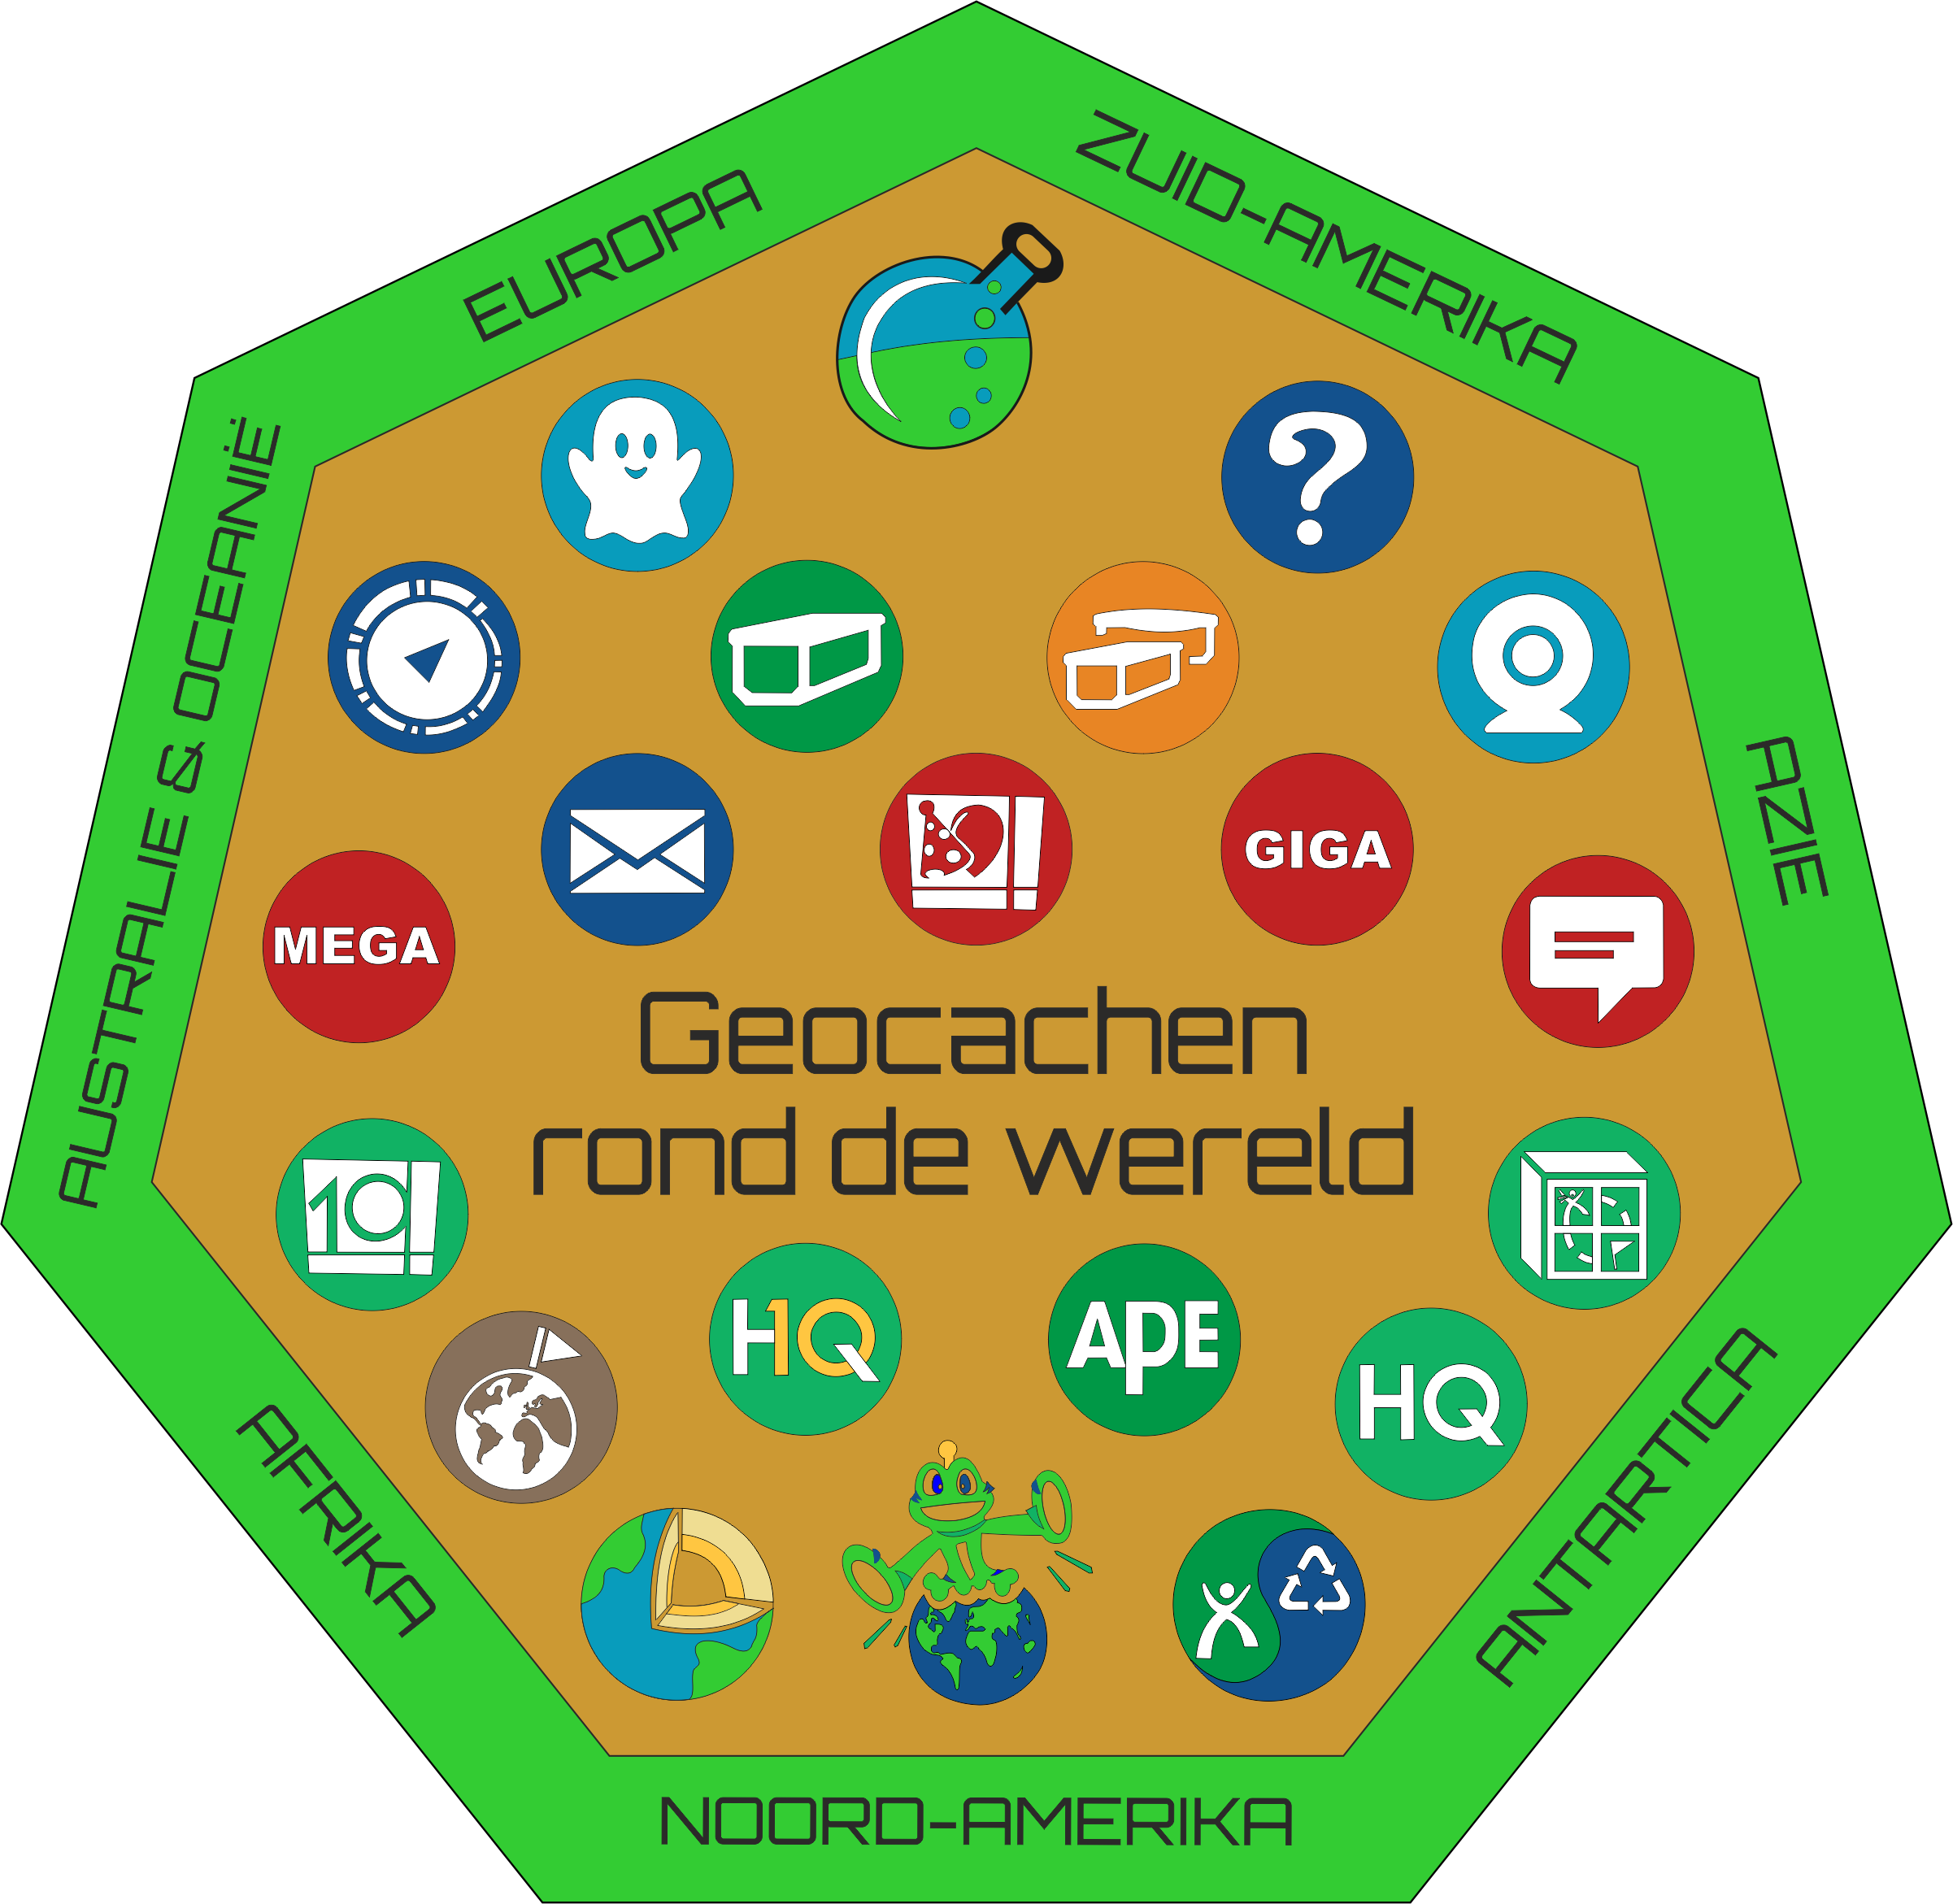 EUROPA
ZUID-AMERIKA
AUSTRALIE & OCEANIË
AZIE
?
GIGA
MEGA
Geocachen
rond de wereld
10!
HQ
APE
HQ
AFRIKA
ANTARTICA
NOORD-AMERIKA